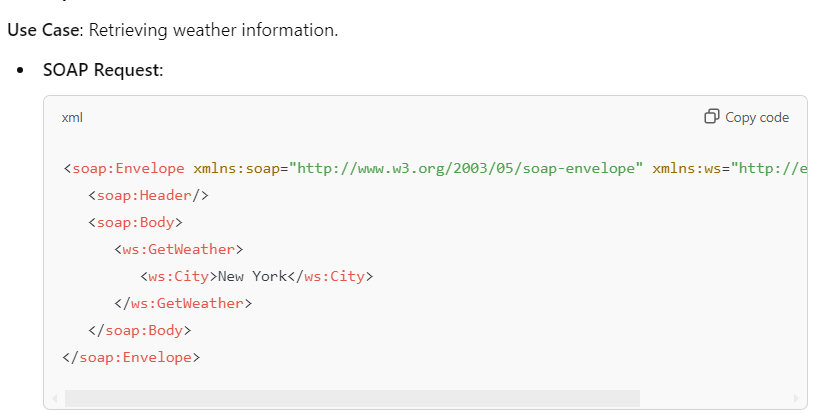 Use Case: Retrieving weather information.
• SOAP Request:
xml
Copy code
<soap:Envelope xmlns:soap="http://www.w3.org/2003/05/soap-envelope" xmlns:ws="http://e
<soap:Header/>
<soap:Body>
<ws:GetWeather>
<ws:City>New York</ws:City>
</ws:GetWeather>
</soap:Body>
</soap:Envelope>